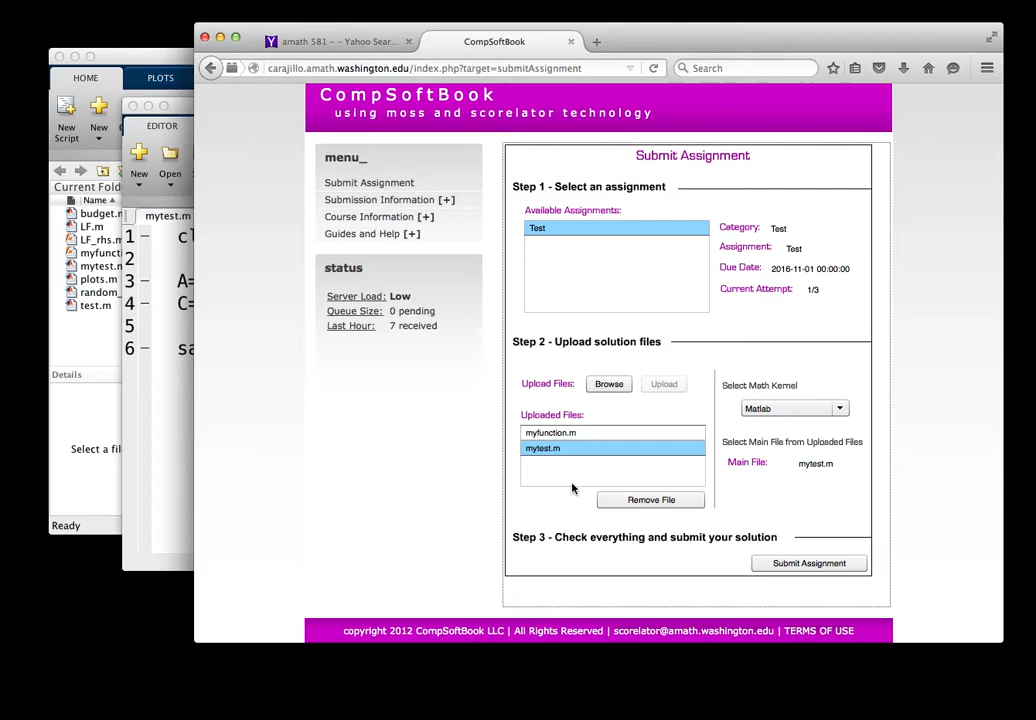 amath 581 - - Yahoo Sear...
CompSoftBook
carajillo.amath.washington.edu/index.php?target=submitAssignment
Search
HOME
PLOTS
New
Script
New
EDITOR
New
Open
Current Fold
Name
budget.m
LF.m
LF_rhs.m
myfunction
mytest.m
plots.m
random_
test.m
Details
Select a fil
Ready
mytest.m
1 cl
2
3 A=
4 C=
5
6 sa
CompSoftBook
using moss and scorelator technology
menu_
Submit Assignment
Submission Information [+]
Course Information [+]
Guides and Help [+]
status
Server Load: Low
Queue Size: 0 pending
Last Hour: 7 received
Submit Assignment
Step 1 - Select an assignment
Available Assignments:
Test
Category: Test
Assignment: Test
Due Date: 2016-11-01 00:00:00
Current Attempt: 1/3
Step 2 - Upload solution files
Upload Files: Browse Upload
Uploaded Files:
myfunction.m
mytest.m
Remove File
Select Math Kernel
Matlab
Select Main File from Uploaded Files
Main File: mytest.m
Step 3 - Check everything and submit your solution
Submit Assignment
copyright 2012 CompSoftBook LLC | All Rights Reserved | scorelator@amath.washington.edu | TERMS OF USE